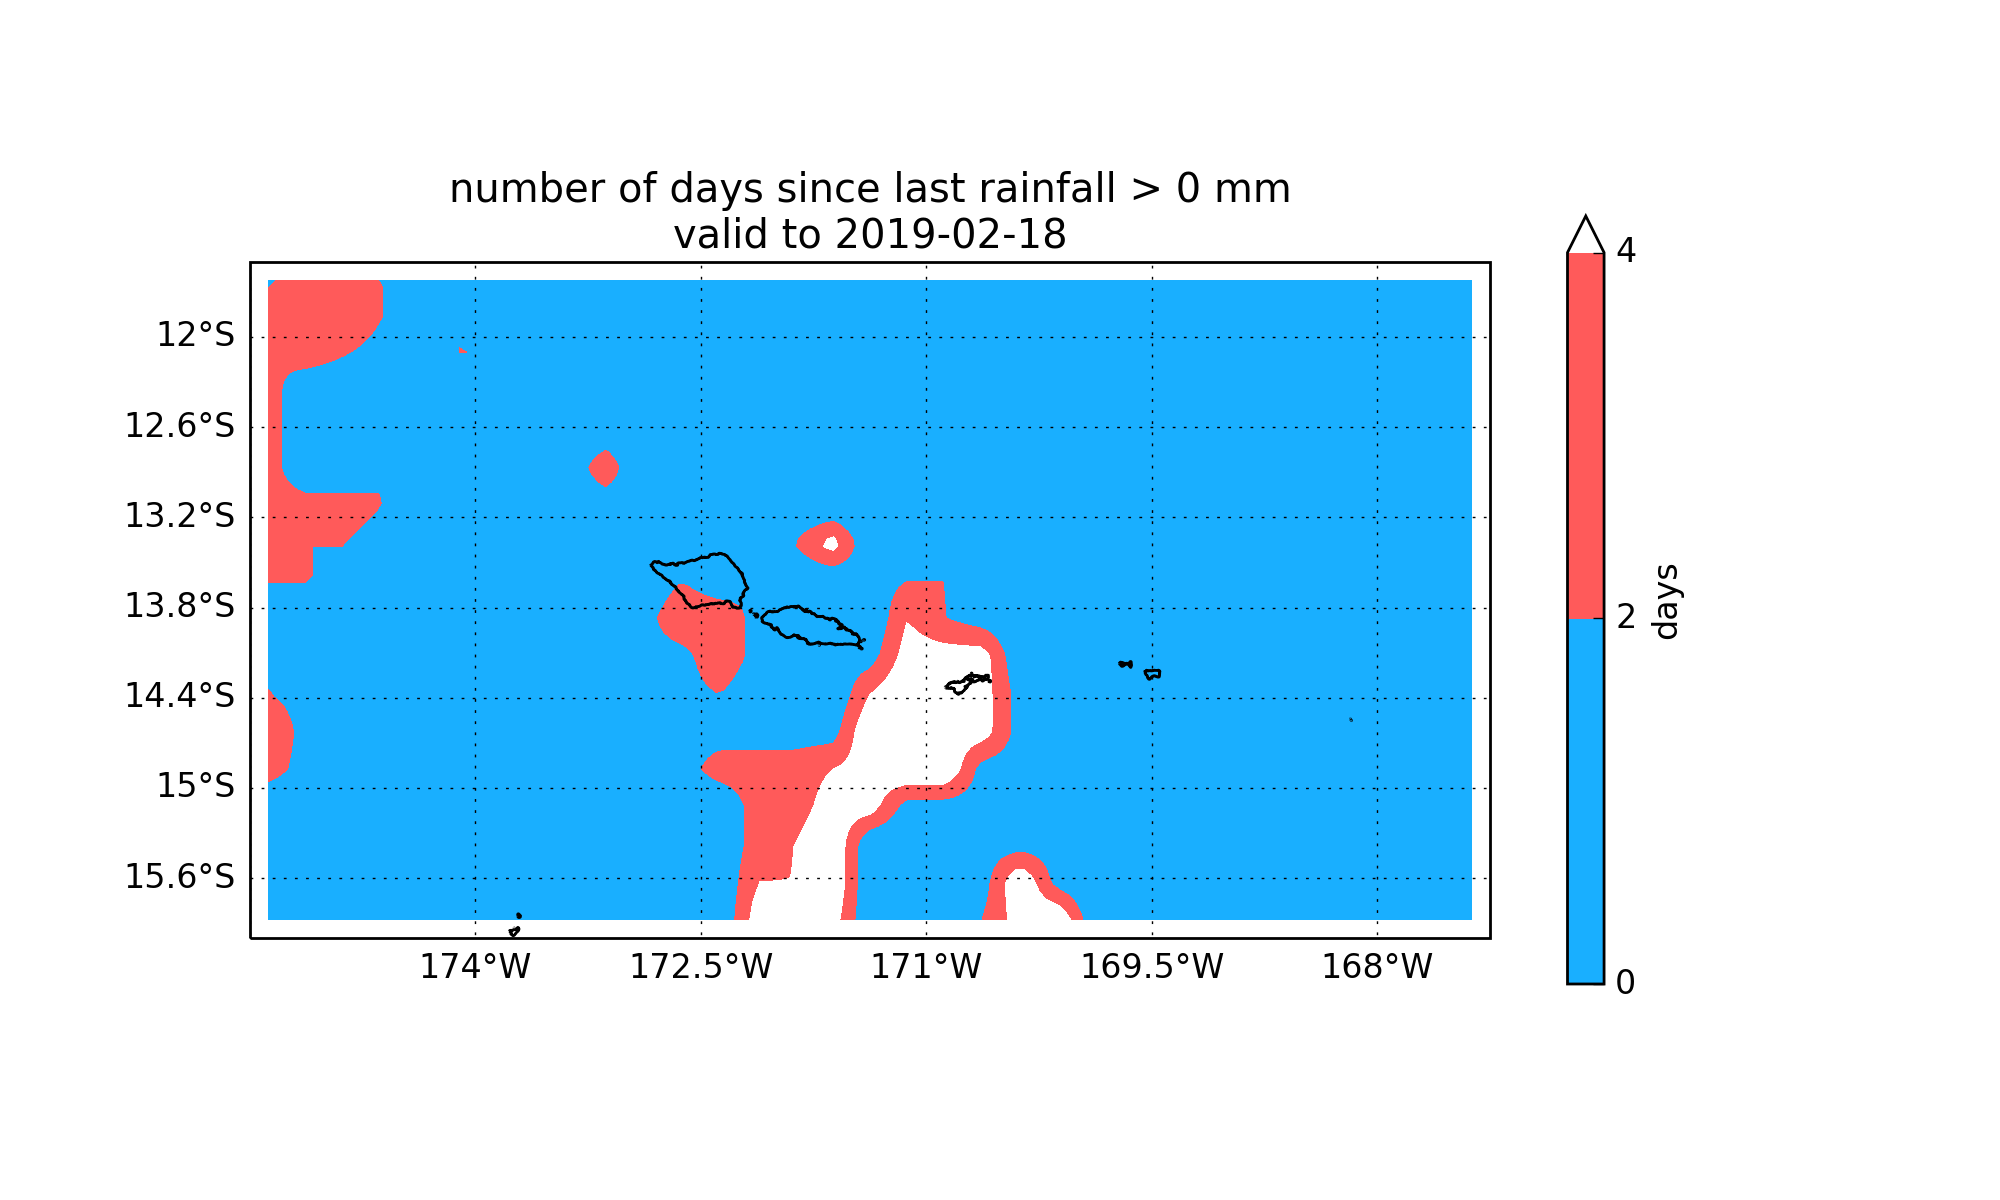 number of days since last rainfall > 0 mm
valid to 2019-02-18
12°S
12.6°S
13.2°S
13.8°S
14.4°S
15°S
15.6°S
174°W
172.5°W
171°W
169.5°W
168°W
4
2
0
days